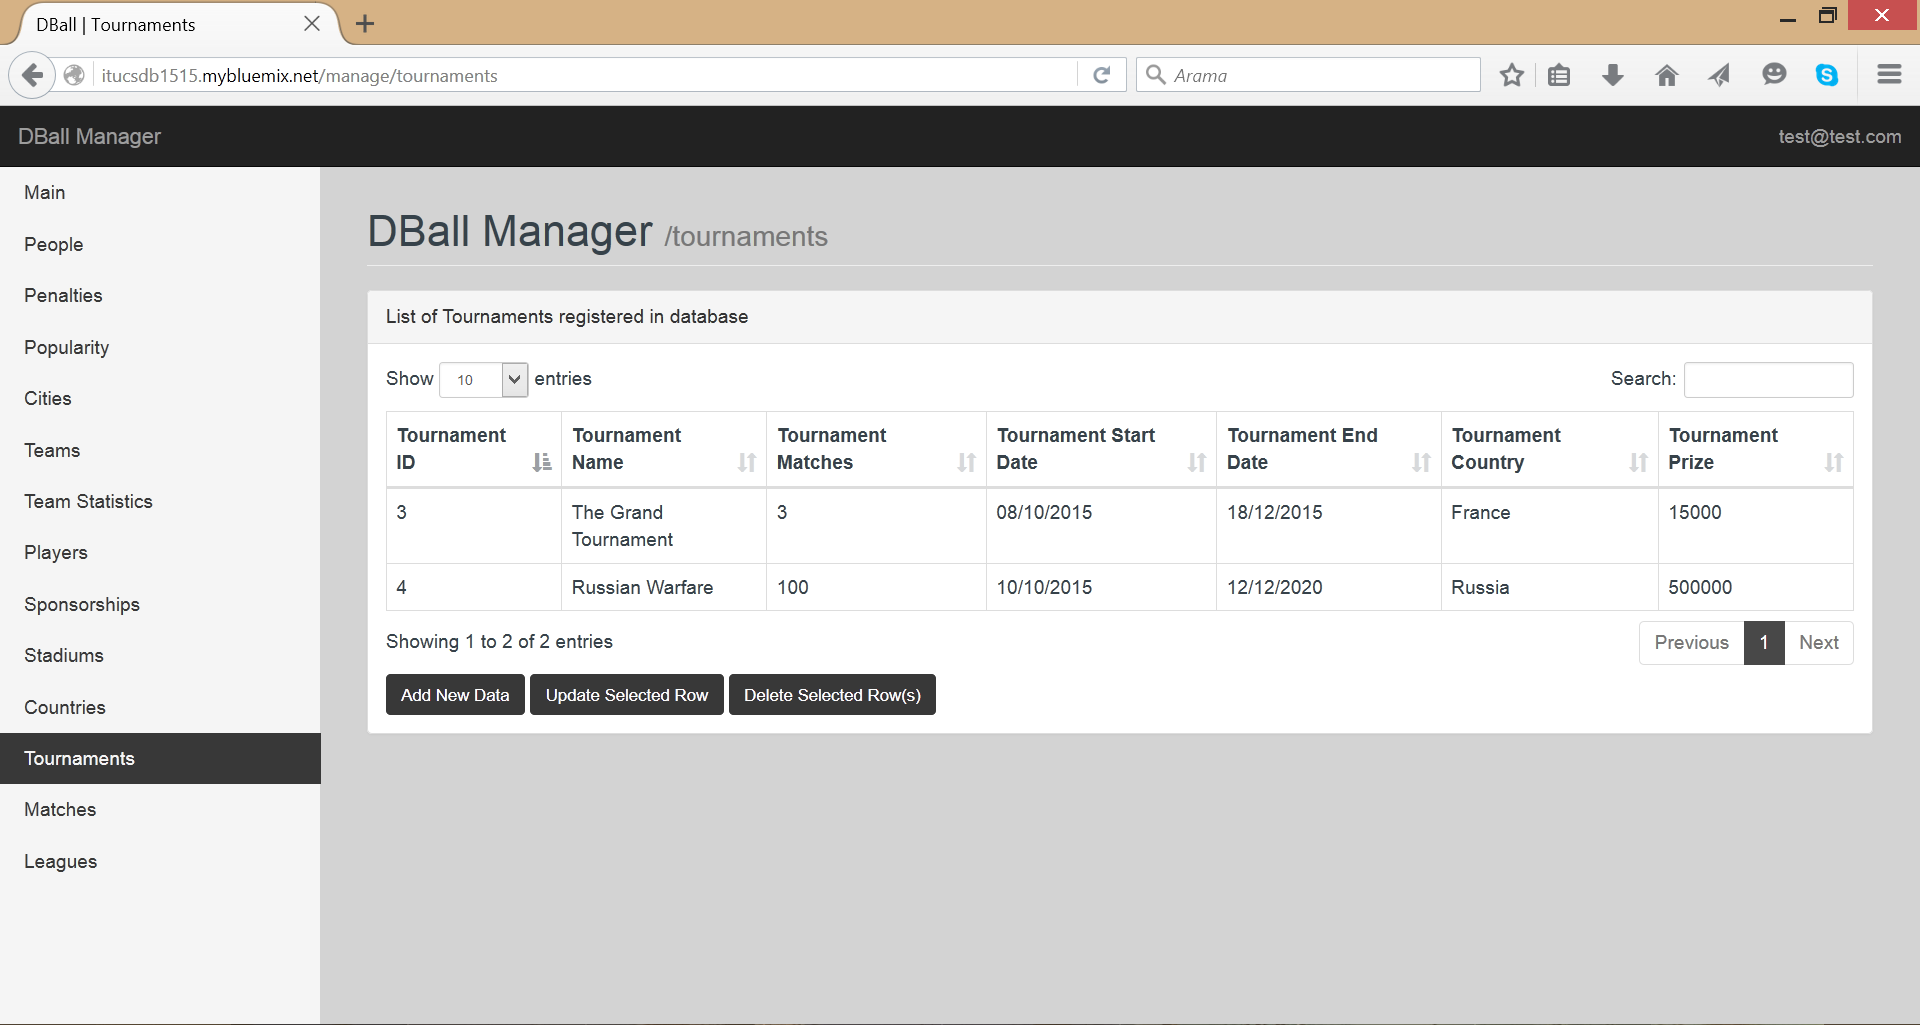 DBall | Tournaments
itucsdb1515.mybluemix.net/manage/tournaments
Arama
DBall Manager
test@test.com
Main
People
Penalties
Popularity
Cities
Teams
Team Statistics
Players
Sponsorships
Stadiums
Countries
Tournaments
Matches
Leagues
DBall Manager /tournaments
List of Tournaments registered in database
Show 10 entries
Search:
Tournament ID
Tournament Name
Tournament Matches
Tournament Start Date
Tournament End Date
Tournament Country
Tournament Prize
3 The Grand Tournament 3 08/10/2015 18/12/2015 France 15000
4 Russian Warfare 100 10/10/2015 12/12/2020 Russia 500000
Showing 1 to 2 of 2 entries
Previous 1 Next
Add New Data Update Selected Row Delete Selected Row(s)